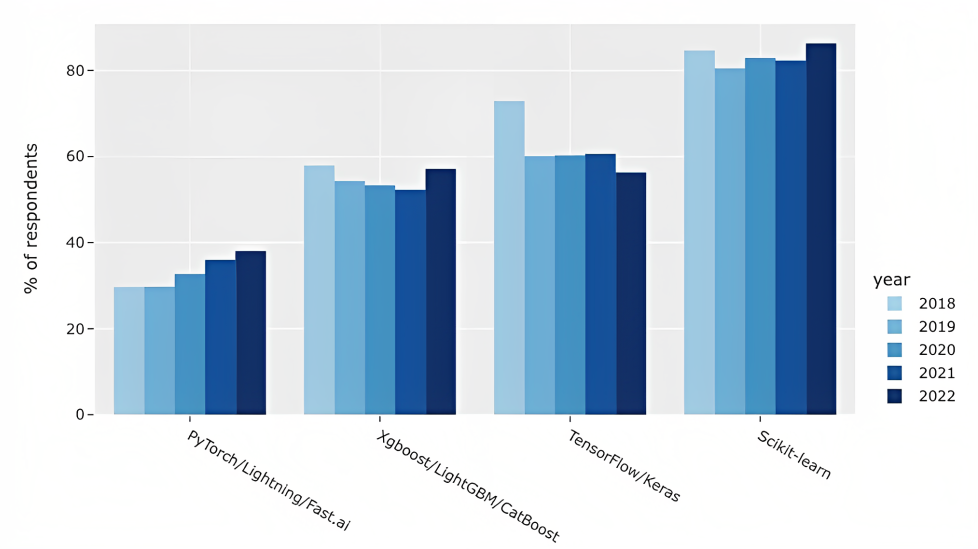 % of respondents
80
60
40
20
0
PyTorch/Lightning/Fast.ai
Xgboost/LightGBM/CatBoost
TensorFlow/Keras
Scikit-learn
year
2018
2019
2020
2021
2022